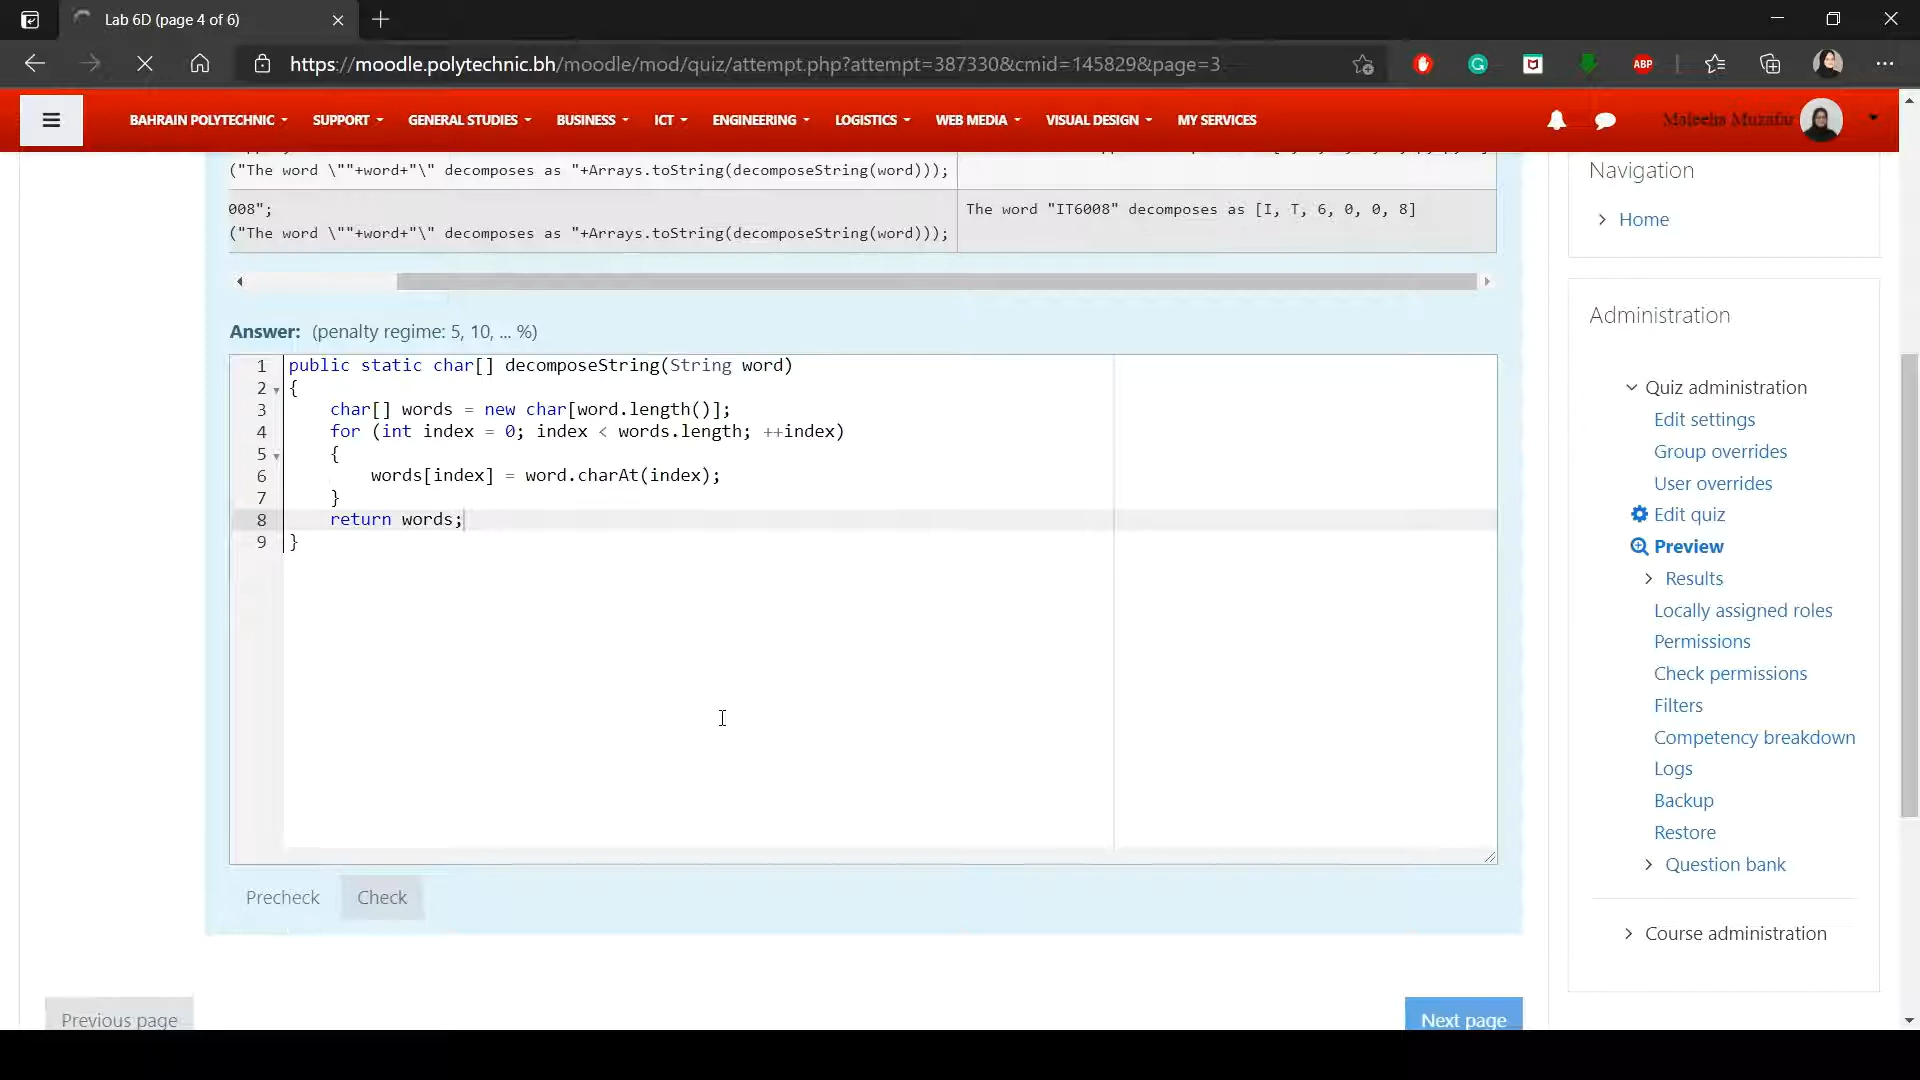 Lab 6D (page 4 of 6)
https://moodle.polytechnic.bh/moodle/mod/quiz/attempt.php?attempt=387330&cmid=145829&page=3
ABP
BAHRAIN POLYTECHNIC SUPPORT GENERAL STUDIES BUSINESS ICT ENGINEERING LOGISTICS WEB MEDIA VISUAL DESIGN MY SERVICES Maleeha Muzafar
("The word \""+word+"\" decomposes as "+Arrays.toString(decomposeString(word)));
008"; The word "IT6008" decomposes as [I, T, 6, 0, 0, 8]
("The word \""+word+"\" decomposes as "+Arrays.toString(decomposeString(word)));
Answer: (penalty regime: 5, 10, ... %)
1 public static char[] decomposeString(String word)
2 {
3 char[] words = new char[word.length()];
4 for (int index = 0; index < words.length; ++index)
5 {
6 words[index] = word.charAt(index);
7 }
8 return words;
9 }
Precheck Check
Previous page Next page
Navigation
Home
Administration
Quiz administration
Edit settings
Group overrides
User overrides
Edit quiz
Preview
Results
Locally assigned roles
Permissions
Check permissions
Filters
Competency breakdown
Logs
Backup
Restore
Question bank
Course administration